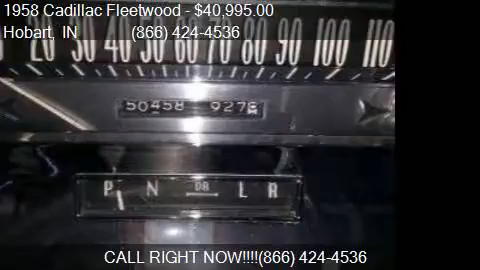 1958 Cadillac Fleetwood - $40,995.00
Hobart, IN (866) 424-4536
20 30 40 50 60 70 80 90 100 110
50458 927
P N DR L R
CALL RIGHT NOW!!!!(866) 424-4536